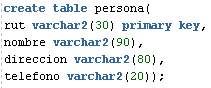 create table persona(
rut varchar2(30) primary key,
nombre varchar2(90),
direccion varchar2(80),
telefono varchar2(20));